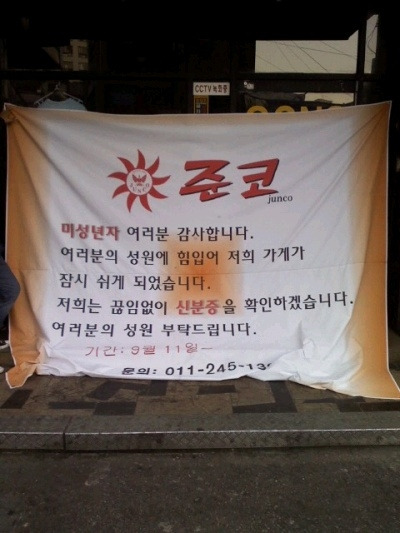 CCTV 녹화중
준코
junco
미성년자 여러분 감사합니다.
여러분의 성원에 힘입어 저희 가게가
잠시 쉬게 되었습니다.
저희는 끊임없이 신분증을 확인하겠습니다.
여러분의 성원 부탁드립니다.
기간 : 9월 11일 ~
문의: 011-245-13